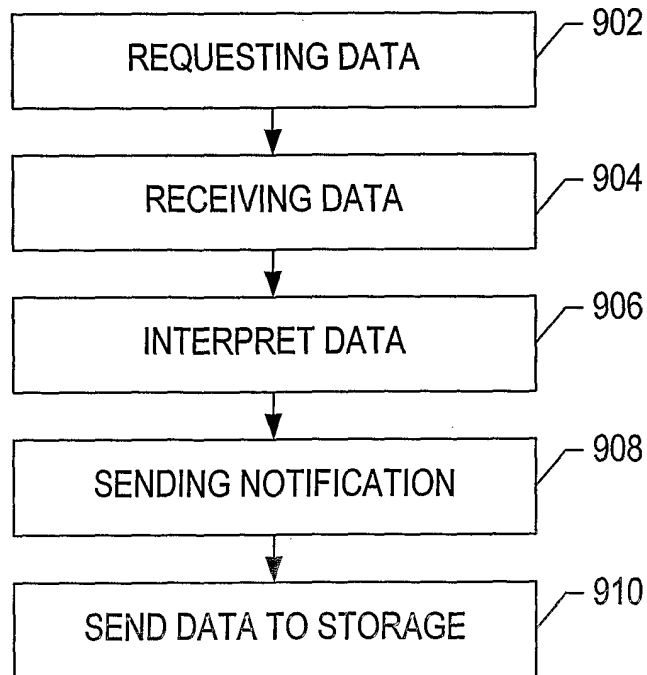 REQUESTING DATA 902
RECEIVING DATA 904
INTERPRET DATA 906
SENDING NOTIFICATION 908
SEND DATA TO STORAGE 910